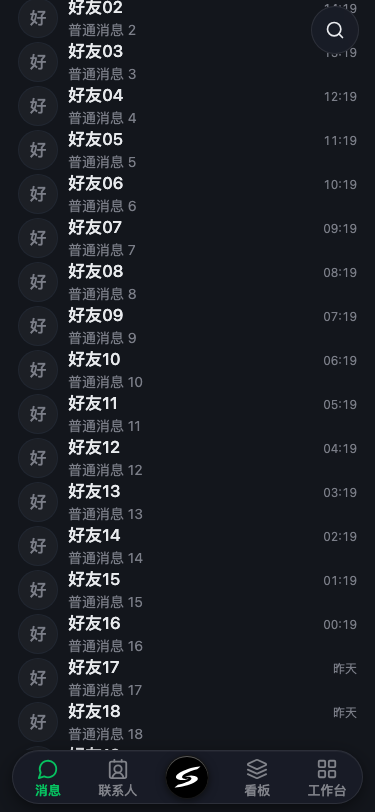 好 好友02
普通消息 2
好 好友03
普通消息 3
好 好友04 12:19
普通消息 4
好 好友05 11:19
普通消息 5
好 好友06 10:19
普通消息 6
好 好友07 09:19
普通消息 7
好 好友08 08:19
普通消息 8
好 好友09 07:19
普通消息 9
好 好友10 06:19
普通消息 10
好 好友11 05:19
普通消息 11
好 好友12 04:19
普通消息 12
好 好友13 03:19
普通消息 13
好 好友14 02:19
普通消息 14
好 好友15 01:19
普通消息 15
好 好友16 00:19
普通消息 16
好 好友17 昨天
普通消息 17
好 好友18 昨天
普通消息 18
消息 联系人 看板 工作台